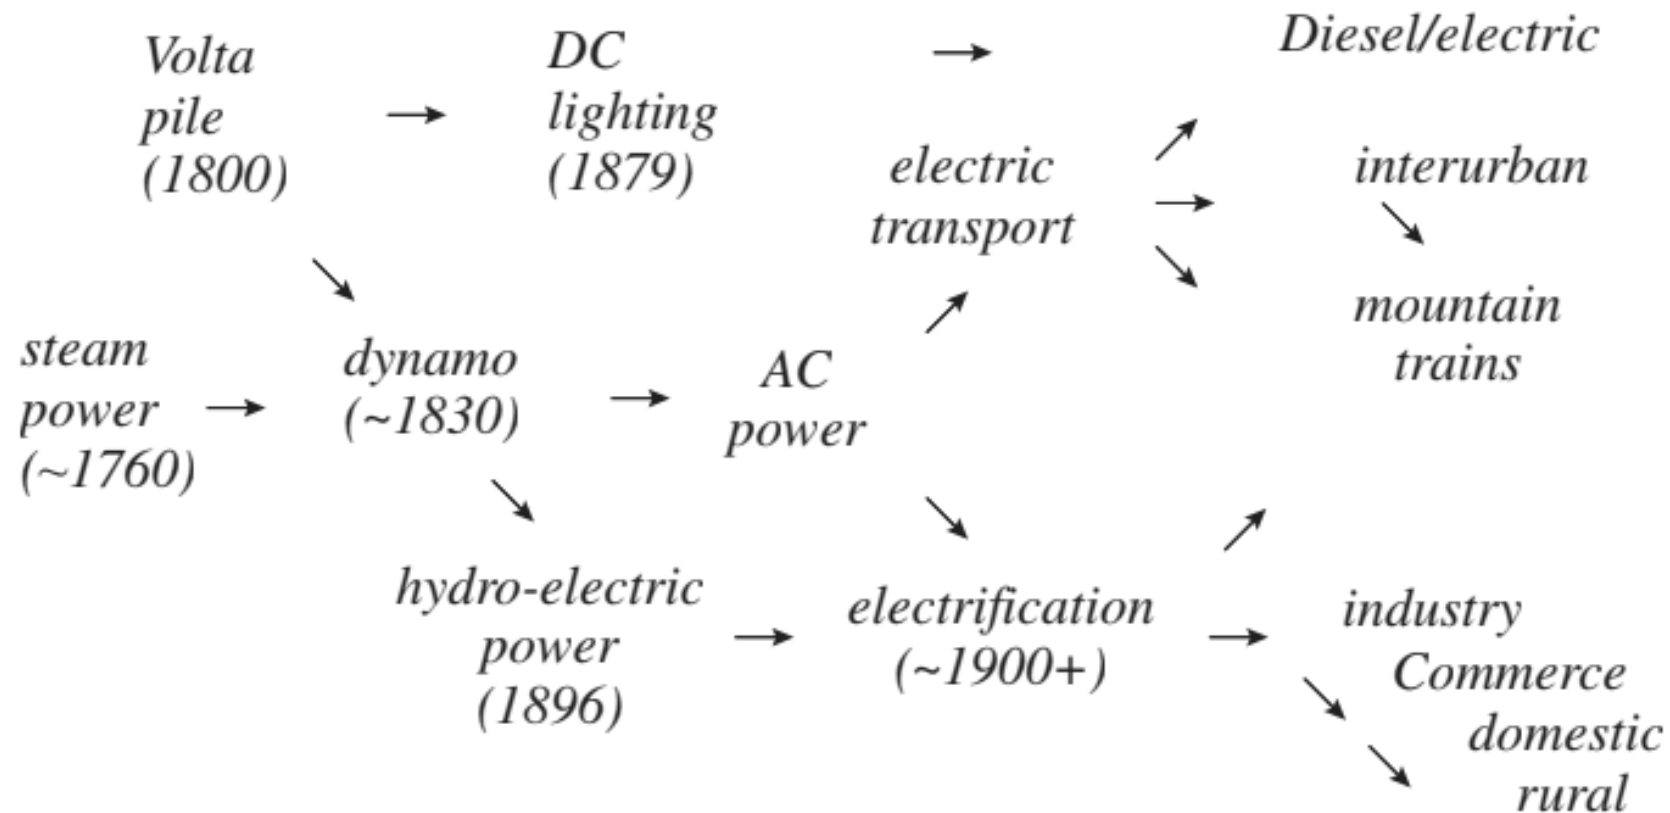 Volta
pile
(1800)
DC
lighting
(1879)
Diesel/electric
electric
transport
interurban
mountain
trains
steam
power
(~1760)
dynamo
(~1830)
AC
power
hydro-electric
power
(1896)
electrification
(~1900+)
industry
Commerce
domestic
rural